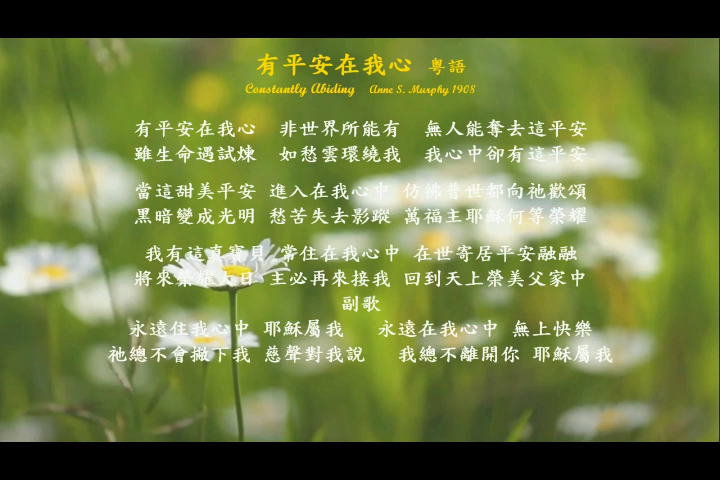 有平安在我心 粵語
Constantly Abiding Anne S. Murphy 1908
有平安在我心 非世界所能有 無人能奪去這平安
雖生命遇試煉 如愁雲環繞我 我心中卻有這平安
當這甜美平安 進入在我心中 仿彿普世都向祂歡頌
黑暗變成光明 愁苦失去影蹤 萬福主耶穌何等榮耀
我有這真寶貝 常住在我心中 在世寄居平安融融
將來榮耀一日 主必再來接我 回到天上榮美父家中
副歌
永遠住我心中 耶穌屬我 永遠在我心中 無上快樂
祂總不會撇下我 慈聲對我說 我總不離開你 耶穌屬我